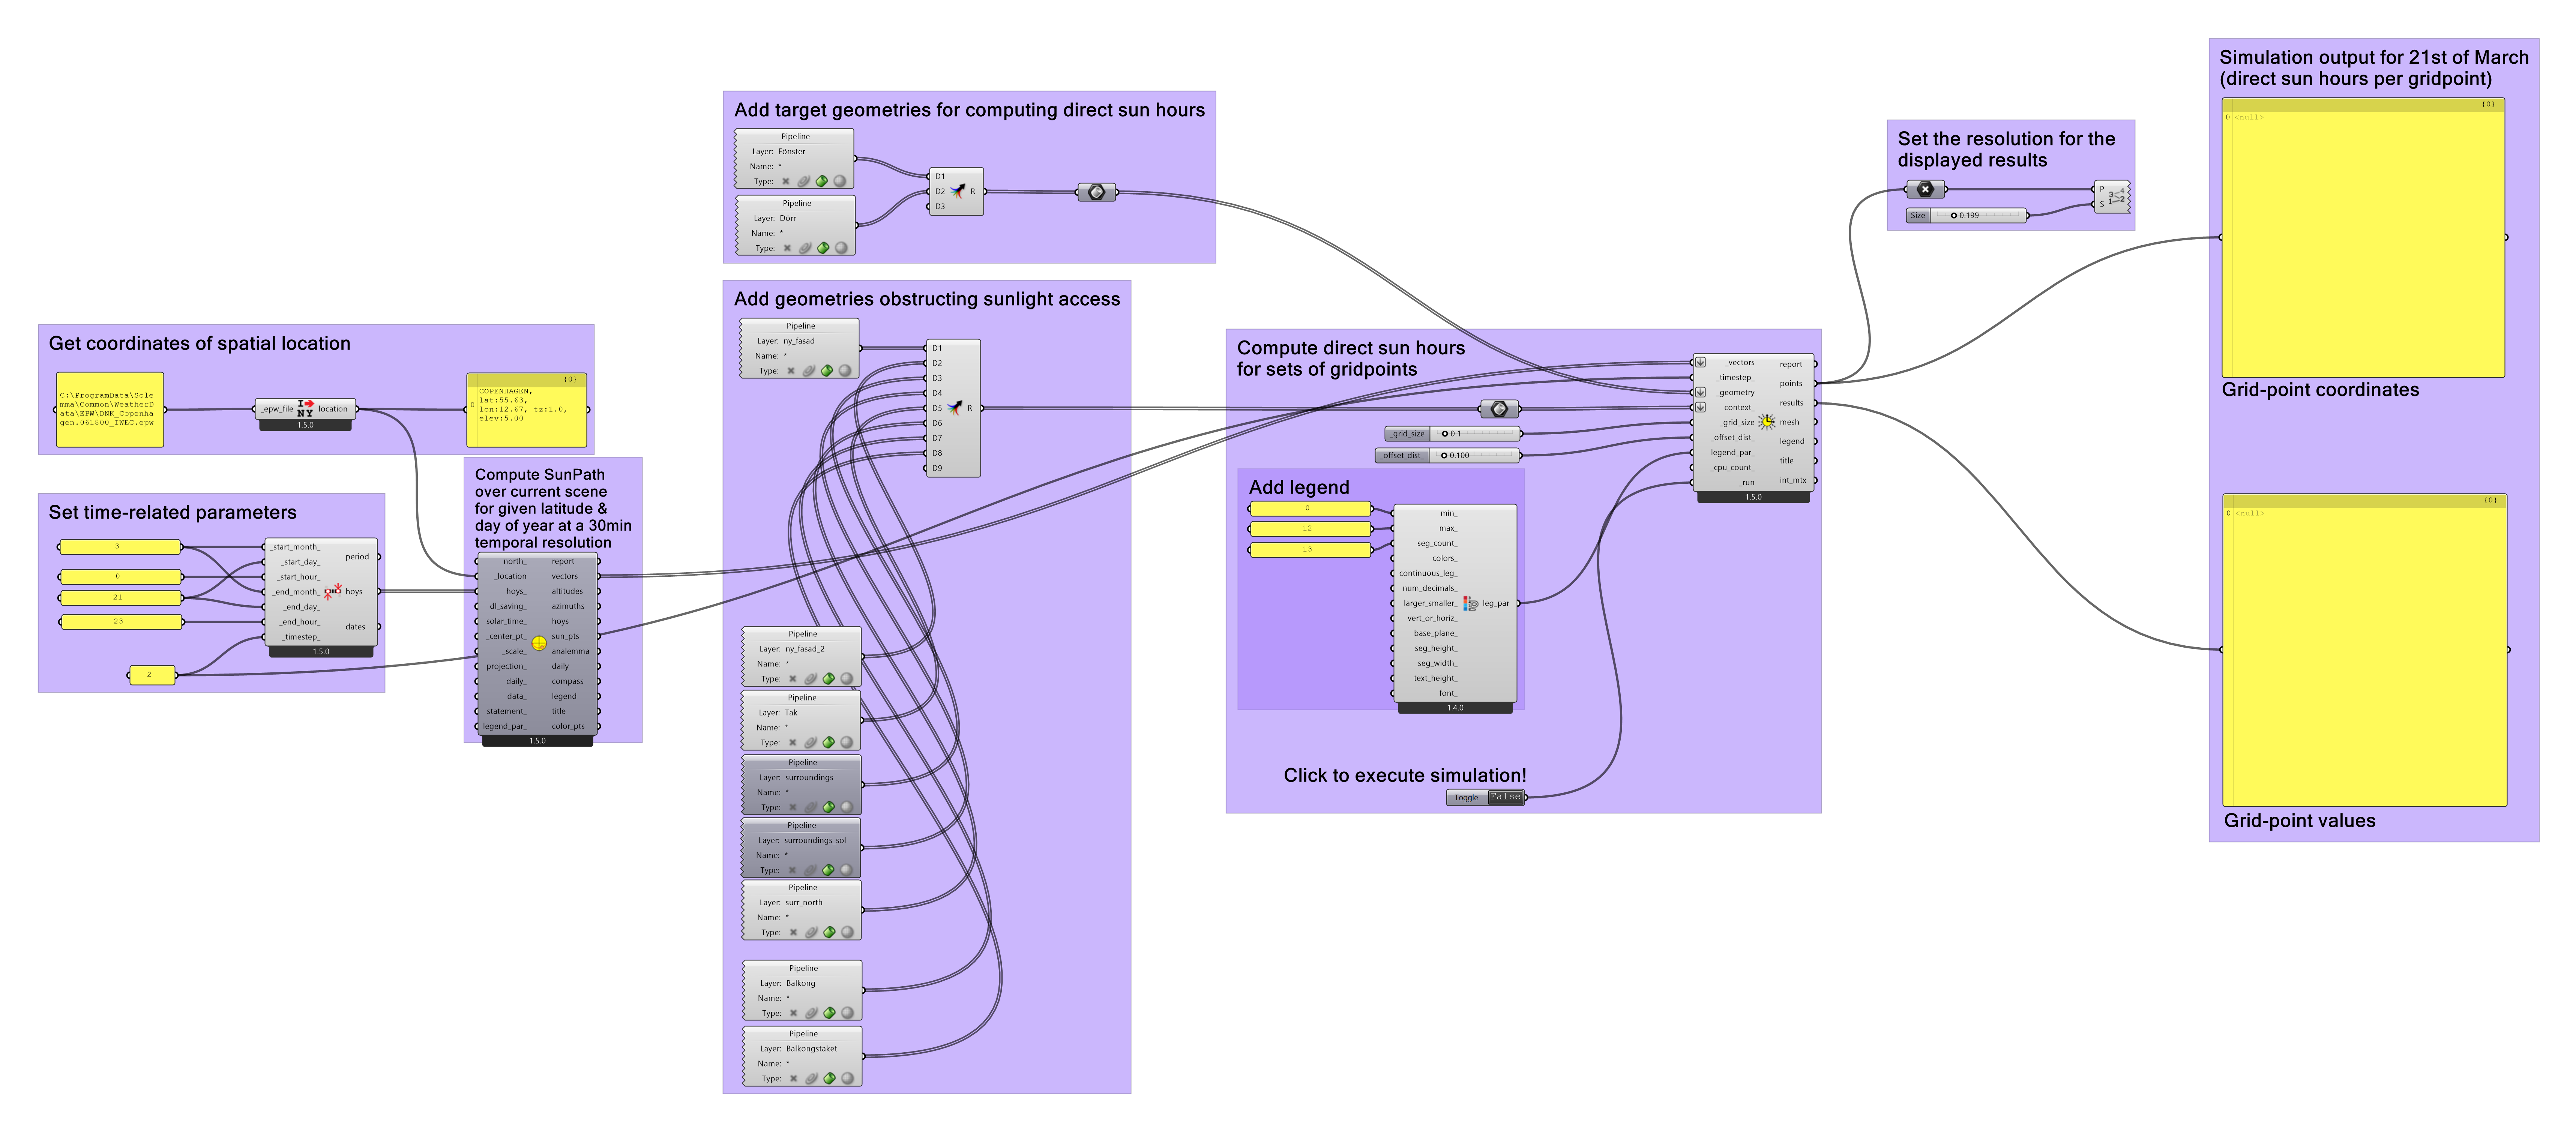 Get coordinates of spatial location
C:\ProgramData\Sole
mma\Common\WeatherD
ata\EPW\DNK_Copenha
gen.061800_IWEC.epw
_epw_file
location
1.5.0
{0}
0
COPENHAGEN,
lat:55.63,
lon:12.67, tz:1.0,
elev:5.00
Set time-related parameters
3
0
21
23
2
_start_month_
_start_day_
_start_hour_
_end_month_
_end_day_
_end_hour_
_timestep_
period
hoys
dates
1.5.0
Compute SunPath
over current scene
for given latitude &
day of year at a 30min
temporal resolution
north_
_location
hoys_
dl_saving_
solar_time_
_center_pt_
_scale_
projection_
daily_
data_
statement_
legend_par_
report
vectors
altitudes
azimuths
hoys
sun_pts
analemma
daily
compass
legend
title
color_pts
1.5.0
Add target geometries for computing direct sun hours
Pipeline
Layer: Fönster
Name: *
Type:
Pipeline
Layer: Dörr
Name: *
Type:
D1
D2
D3
R
Add geometries obstructing sunlight access
Pipeline
Layer: ny_fasad
Name: *
Type:
D1
D2
D3
D4
D5
D6
D7
D8
D9
R
Pipeline
Layer: ny_fasad_2
Name: *
Type:
Pipeline
Layer: Tak
Name: *
Type:
Pipeline
Layer: surroundings
Name: *
Type:
Pipeline
Layer: surroundings_sol
Name: *
Type:
Pipeline
Layer: surr_north
Name: *
Type:
Pipeline
Layer: Balkong
Name: *
Type:
Pipeline
Layer: Balkongstaket
Name: *
Type:
Compute direct sun hours
for sets of gridpoints
_grid_size
0.1
_offset_dist_
0.100
Add legend
0
12
13
min_
max_
seg_count_
colors_
continuous_leg_
num_decimals_
larger_smaller_
vert_or_horiz_
base_plane_
seg_height_
seg_width_
text_height_
font_
leg_par
1.4.0
Click to execute simulation!
Toggle
False
_vectors
_timestep_
_geometry
context_
_grid_size
_offset_dist_
legend_par_
_cpu_count_
_run
report
points
results
mesh
legend
title
int_mtx
1.5.0
Set the resolution for the
displayed results
Size
0.199
P
S
3 4
1 2
Simulation output for 21st of March
(direct sun hours per gridpoint)
{0}
0 <null>
Grid-point coordinates
{0}
0 <null>
Grid-point values